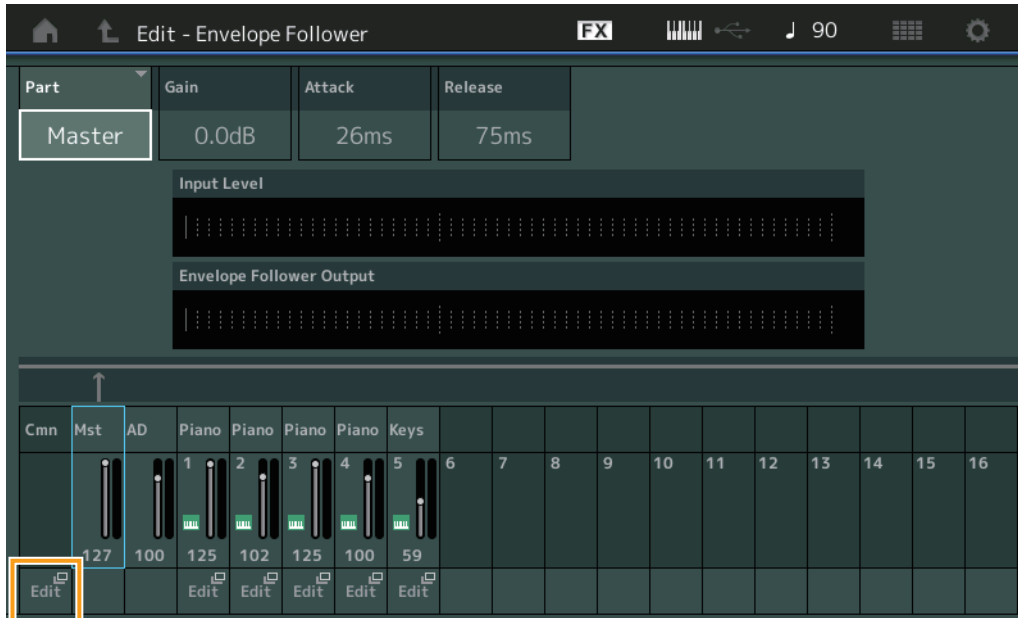 Edit - Envelope Follower FX ♩ 90
Part Gain Attack Release
Master 0.0dB 26ms 75ms
Input Level
Envelope Follower Output
Cmn Mst AD Piano Piano Piano Piano Keys
1 2 3 4 5 6 7 8 9 10 11 12 13 14 15 16
127 100 125 102 125 100 59
Edit Edit Edit Edit Edit Edit